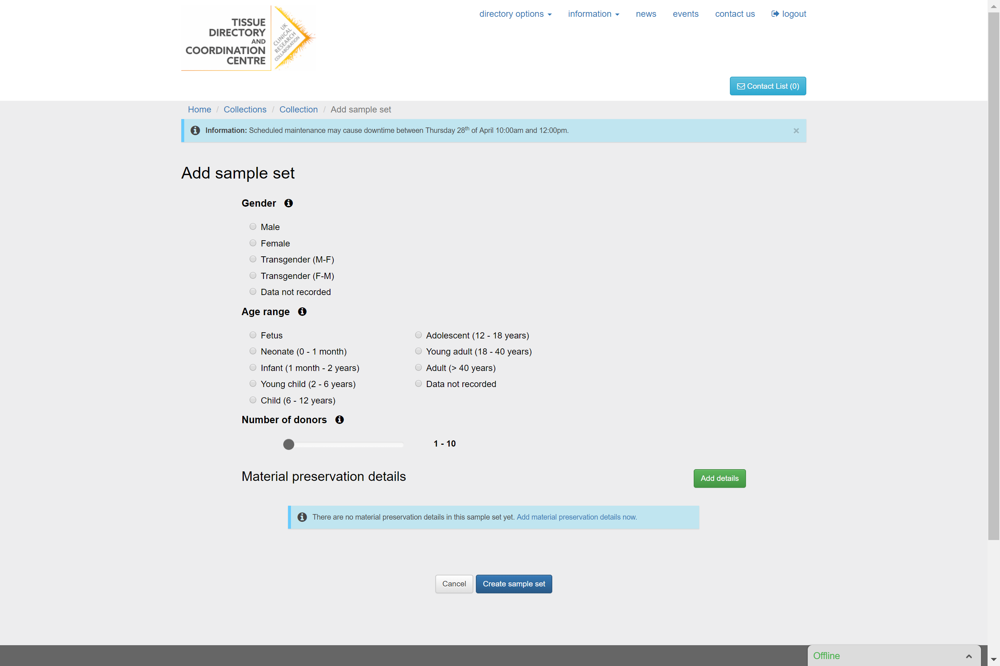 TISSUE
DIRECTORY
AND
COORDINATION
CENTRE
UK
CLINICAL
RESEARCH
COLLABORATION
directory options
information
news
events
contact us
logout
Contact List (0)
Home / Collections / Collection / Add sample set
Information: Scheduled maintenance may cause downtime between Thursday 28th of April 10:00am and 12:00pm.
×
Add sample set
Gender
Male
Female
Transgender (M-F)
Transgender (F-M)
Data not recorded
Age range
Fetus
Neonate (0 - 1 month)
Infant (1 month - 2 years)
Young child (2 - 6 years)
Child (6 - 12 years)
Adolescent (12 - 18 years)
Young adult (18 - 40 years)
Adult (> 40 years)
Data not recorded
Number of donors
1 - 10
Material preservation details
Add details
There are no material preservation details in this sample set yet. Add material preservation details now.
Cancel
Create sample set
Offline